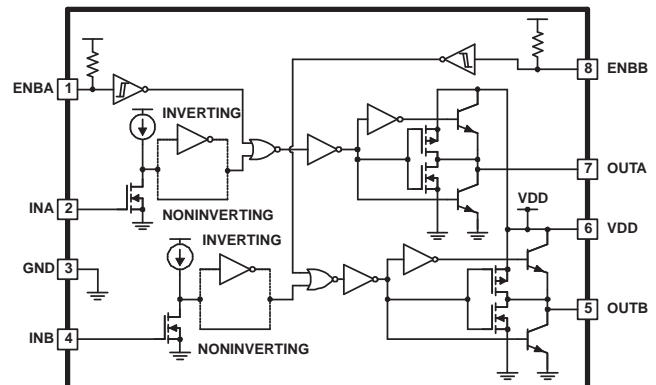 ENBA 1
8 ENBB
INVERTING
INA 2
NONINVERTING
7 OUTA
VDD
INVERTING
6 VDD
GND 3
5 OUTB
INB 4
NONINVERTING